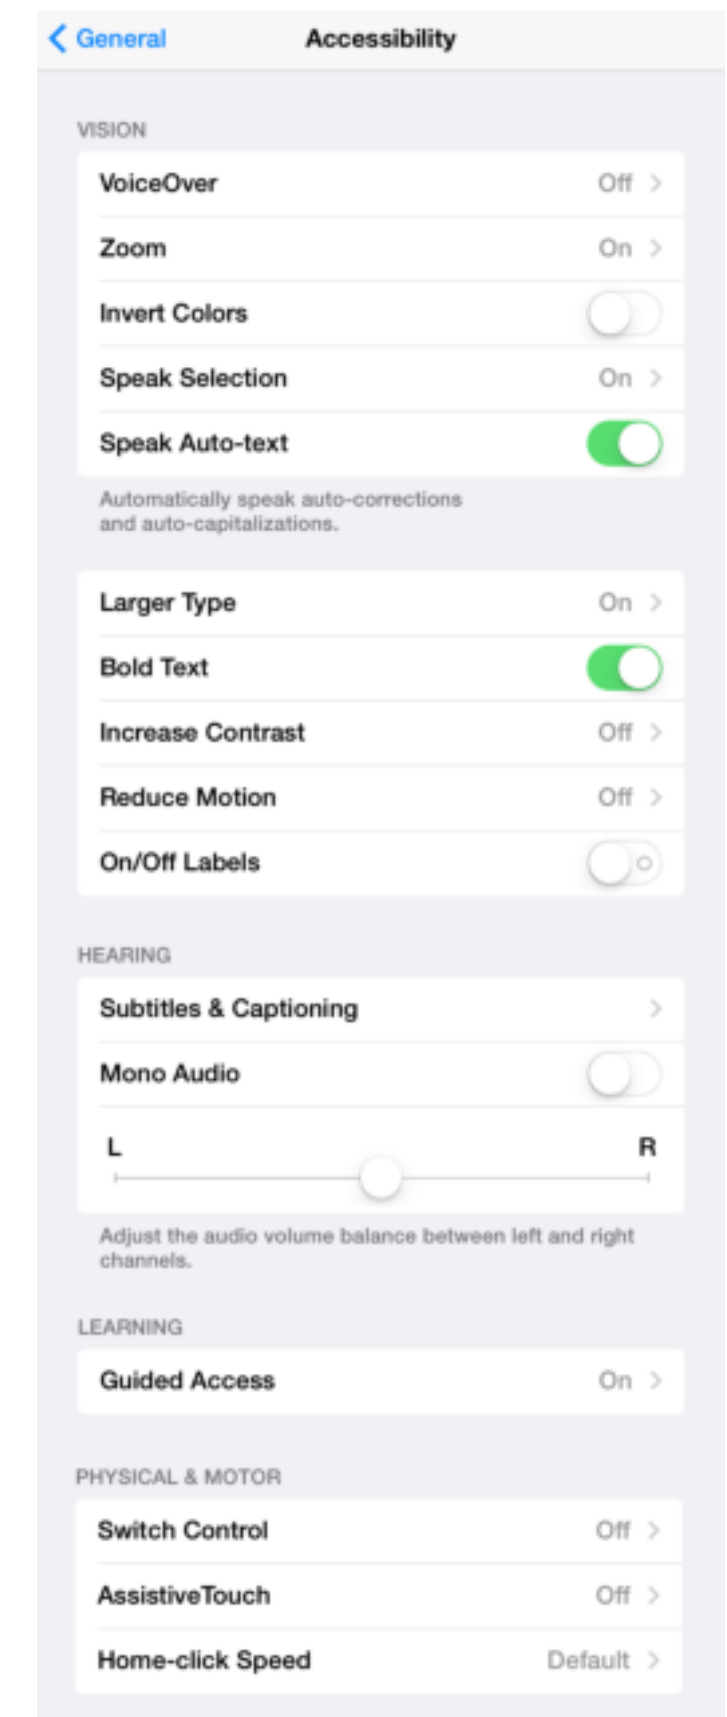 General Accessibility
VISION
VoiceOver Off
Zoom On
Invert Colors
Speak Selection On
Speak Auto-text
Automatically speak auto-corrections
and auto-capitalizations.
Larger Type On
Bold Text
Increase Contrast Off
Reduce Motion Off
On/Off Labels
HEARING
Subtitles & Captioning
Mono Audio
L R
Adjust the audio volume balance between left and right
channels.
LEARNING
Guided Access On
PHYSICAL & MOTOR
Switch Control Off
AssistiveTouch Off
Home-click Speed Default